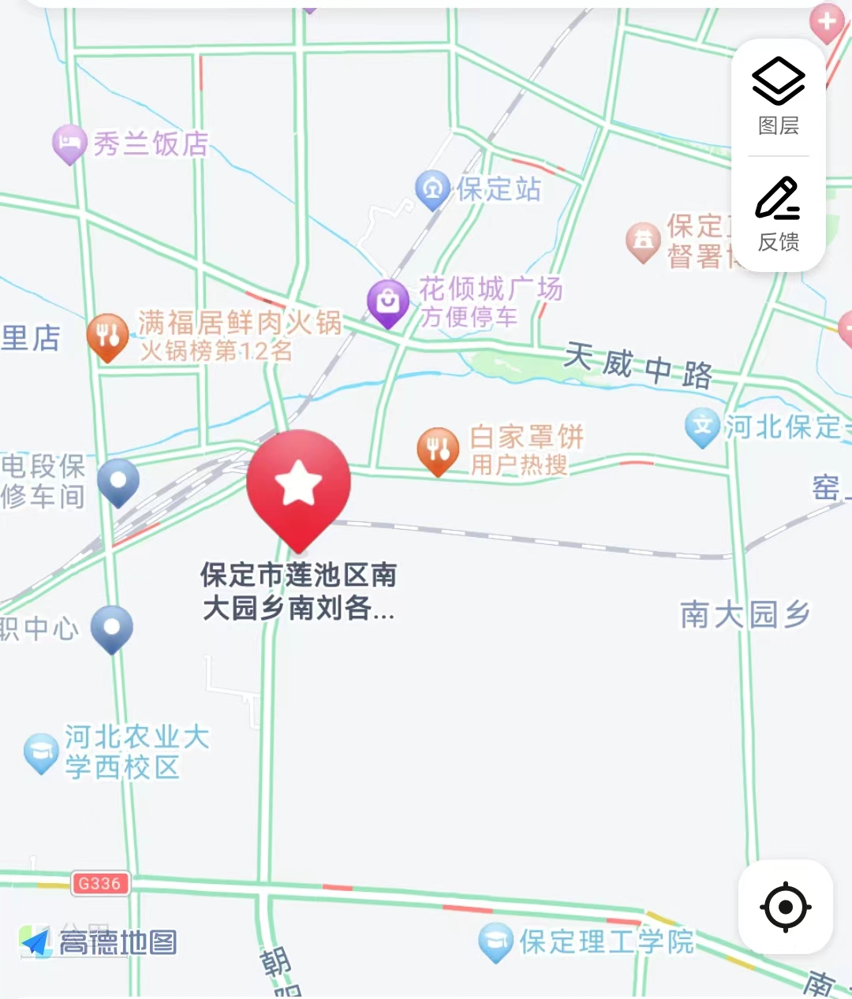 图层
秀兰饭店
保定站
反馈
保定
督署
花倾城广场
方便停车
满福居鲜肉火锅
火锅榜第12名
里店
天威中路
河北保定
白家罩饼
用户热搜
电段保
修车间
窑
保定市莲池区南
大园乡南刘各...
南大园乡
职中心
河北农业大
学西校区
G336
公里
高德地图
保定理工学院
朝
阳
南